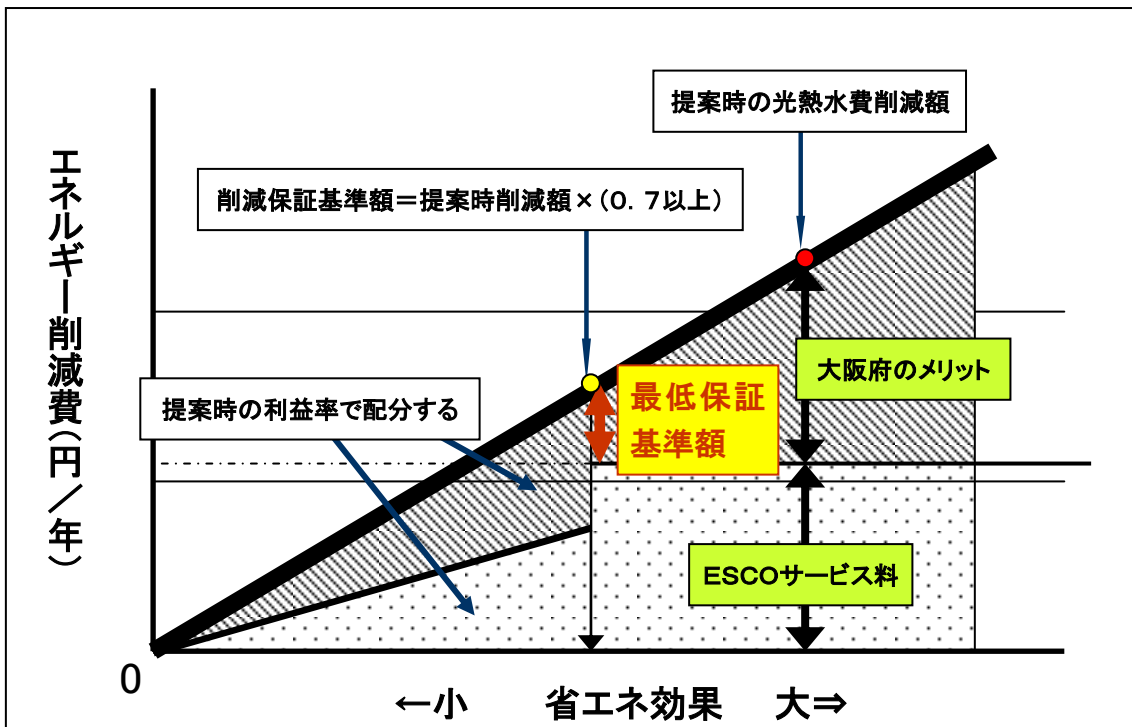 提案時の光熱水費削減額
削減保証基準額＝提案時削減額×（０．７以上）
エネルギー削減費（円／年）
提案時の利益率で配分する
最低保証
基準額
大阪府のメリット
ESCOサービス料
0
←小　省エネ効果　大⇒